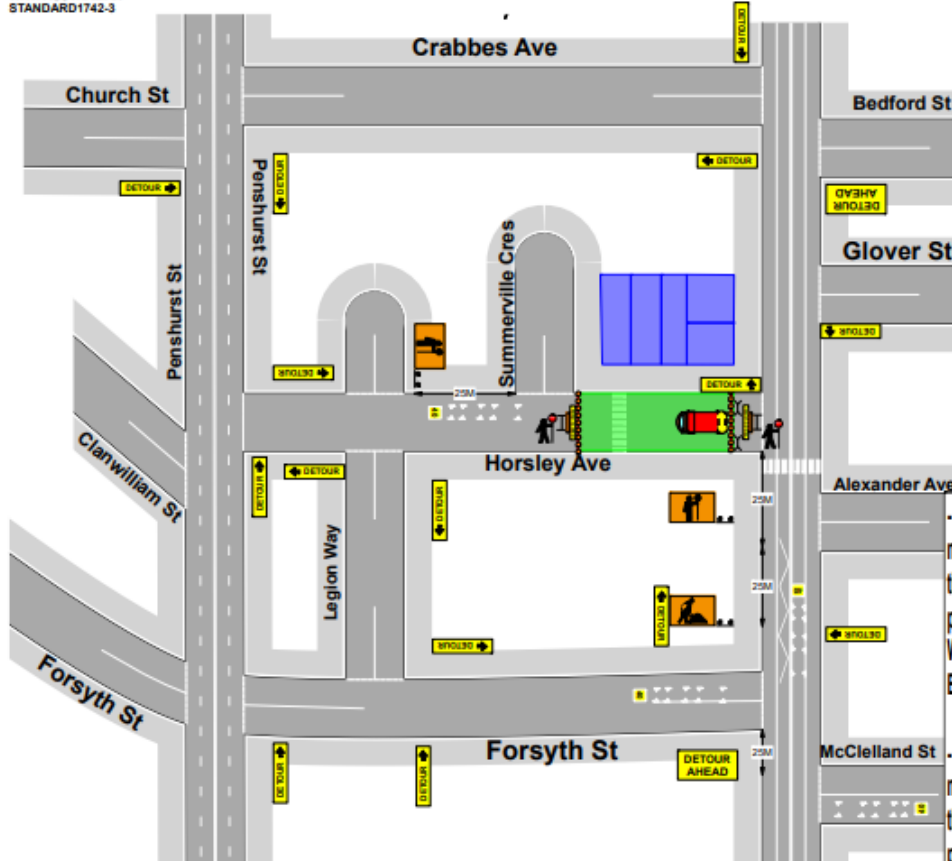 STANDARD1742-3
Crabbes Ave
DETOUR
Church St
Bedford St
DETOUR
DETOUR
DETOUR
DETOUR
AHEAD
Penshurst St
Penshurst St
Summerville Cres
Glover St
DETOUR
DETOUR
DETOUR
25M
Horsley Ave
Clanwilliam St
DETOUR
DETOUR
DETOUR
Alexander Ave
25M
Legion Way
25M
DETOUR
DETOUR
DETOUR
Forsyth St
Forsyth St
DETOUR
DETOUR
DETOUR
AHEAD
25M
McClelland St